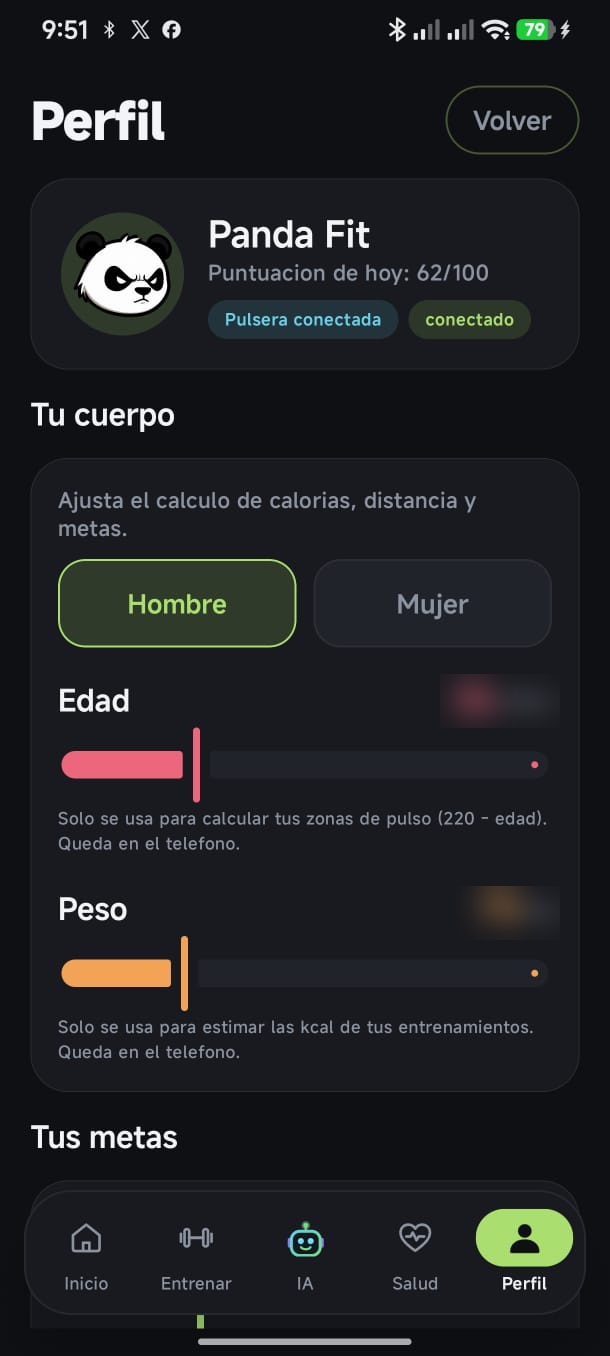 9:51
79
Perfil
Volver
Panda Fit
Puntuacion de hoy: 62/100
Pulsera conectada
conectado
Tu cuerpo
Ajusta el calculo de calorias, distancia y
metas.
Hombre
Mujer
Edad
Solo se usa para calcular tus zonas de pulso (220 - edad).
Queda en el telefono.
Peso
Solo se usa para estimar las kcal de tus entrenamientos.
Queda en el telefono.
Tus metas
Inicio
Entrenar
IA
Salud
Perfil